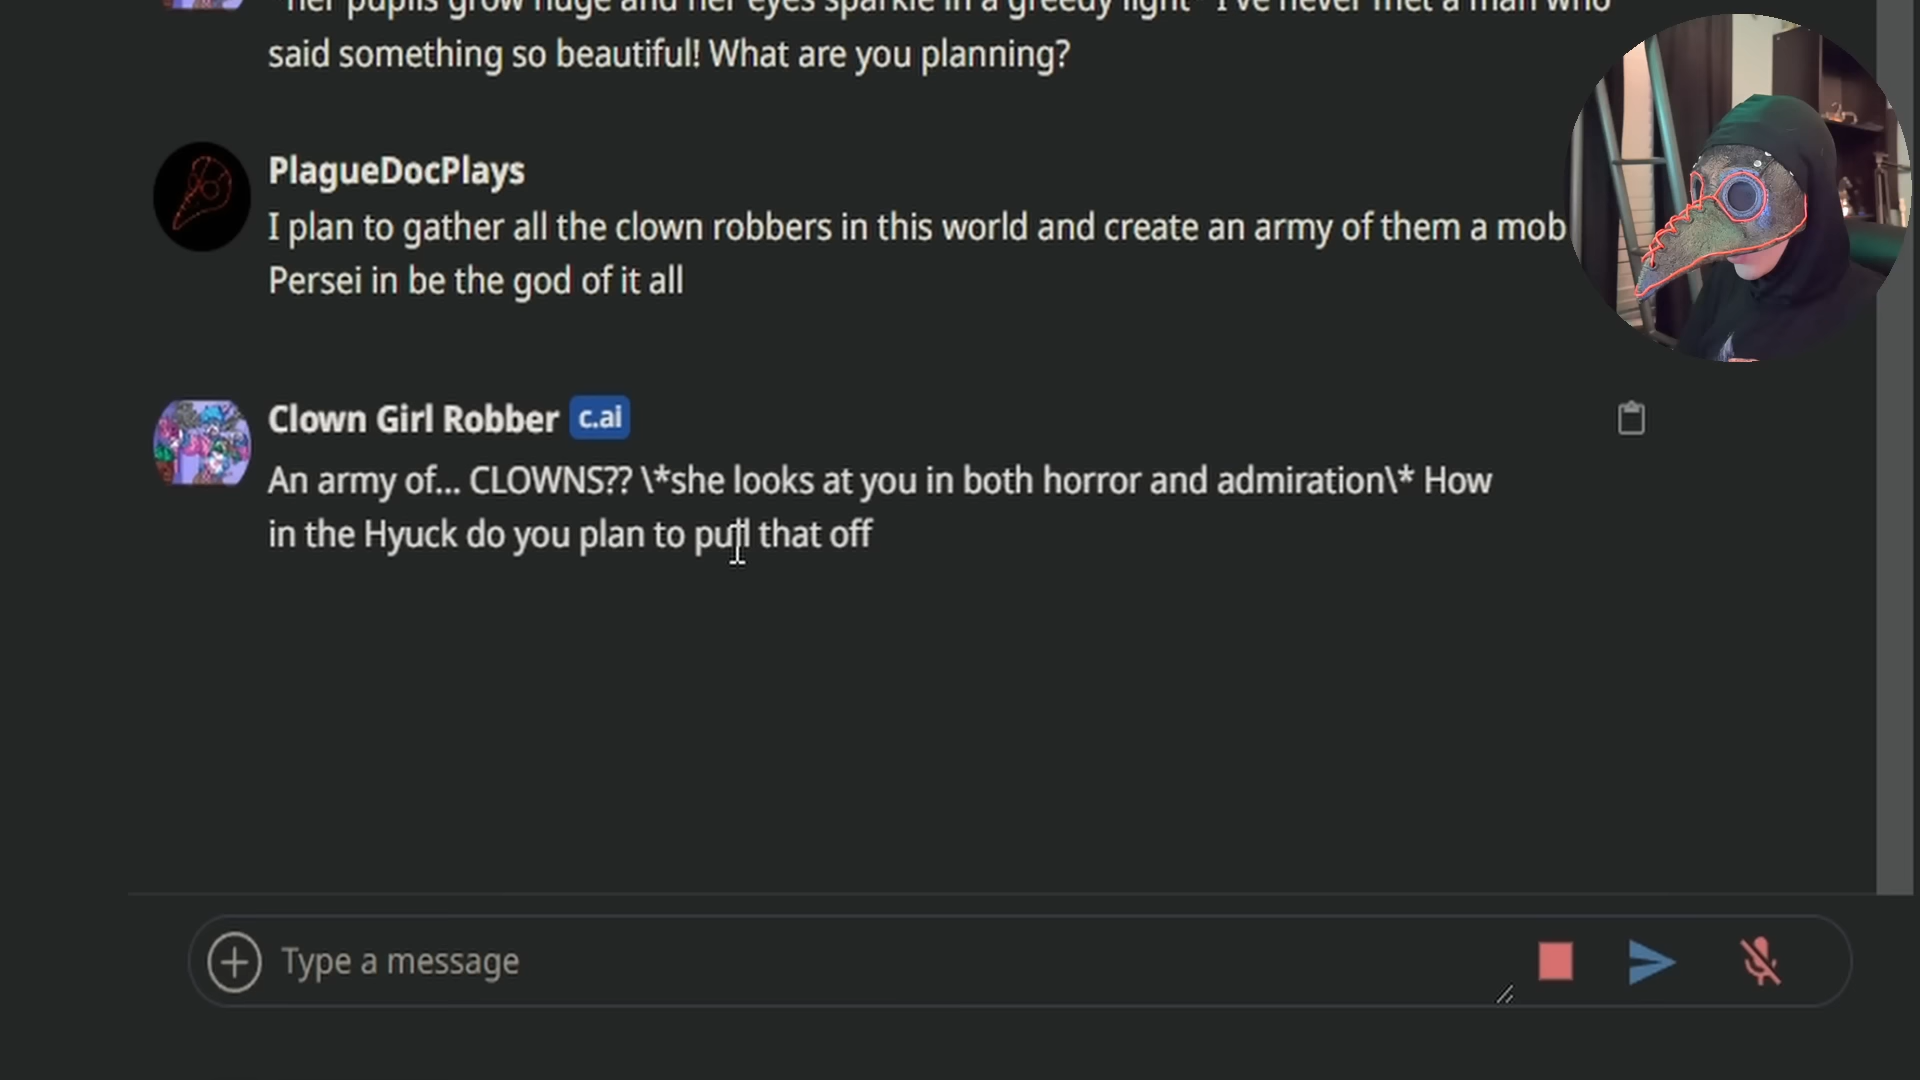 *her pupils grow huge and her eyes sparkle in a greedy light* I've never met a man who
said something so beautiful! What are you planning?
PlagueDocPlays
I plan to gather all the clown robbers in this world and create an army of them a mob
Persei in be the god of it all
Clown Girl Robber c.ai
An army of... CLOWNS?? \*she looks at you in both horror and admiration\* How
in the Hyuck do you plan to pull that off
Type a message